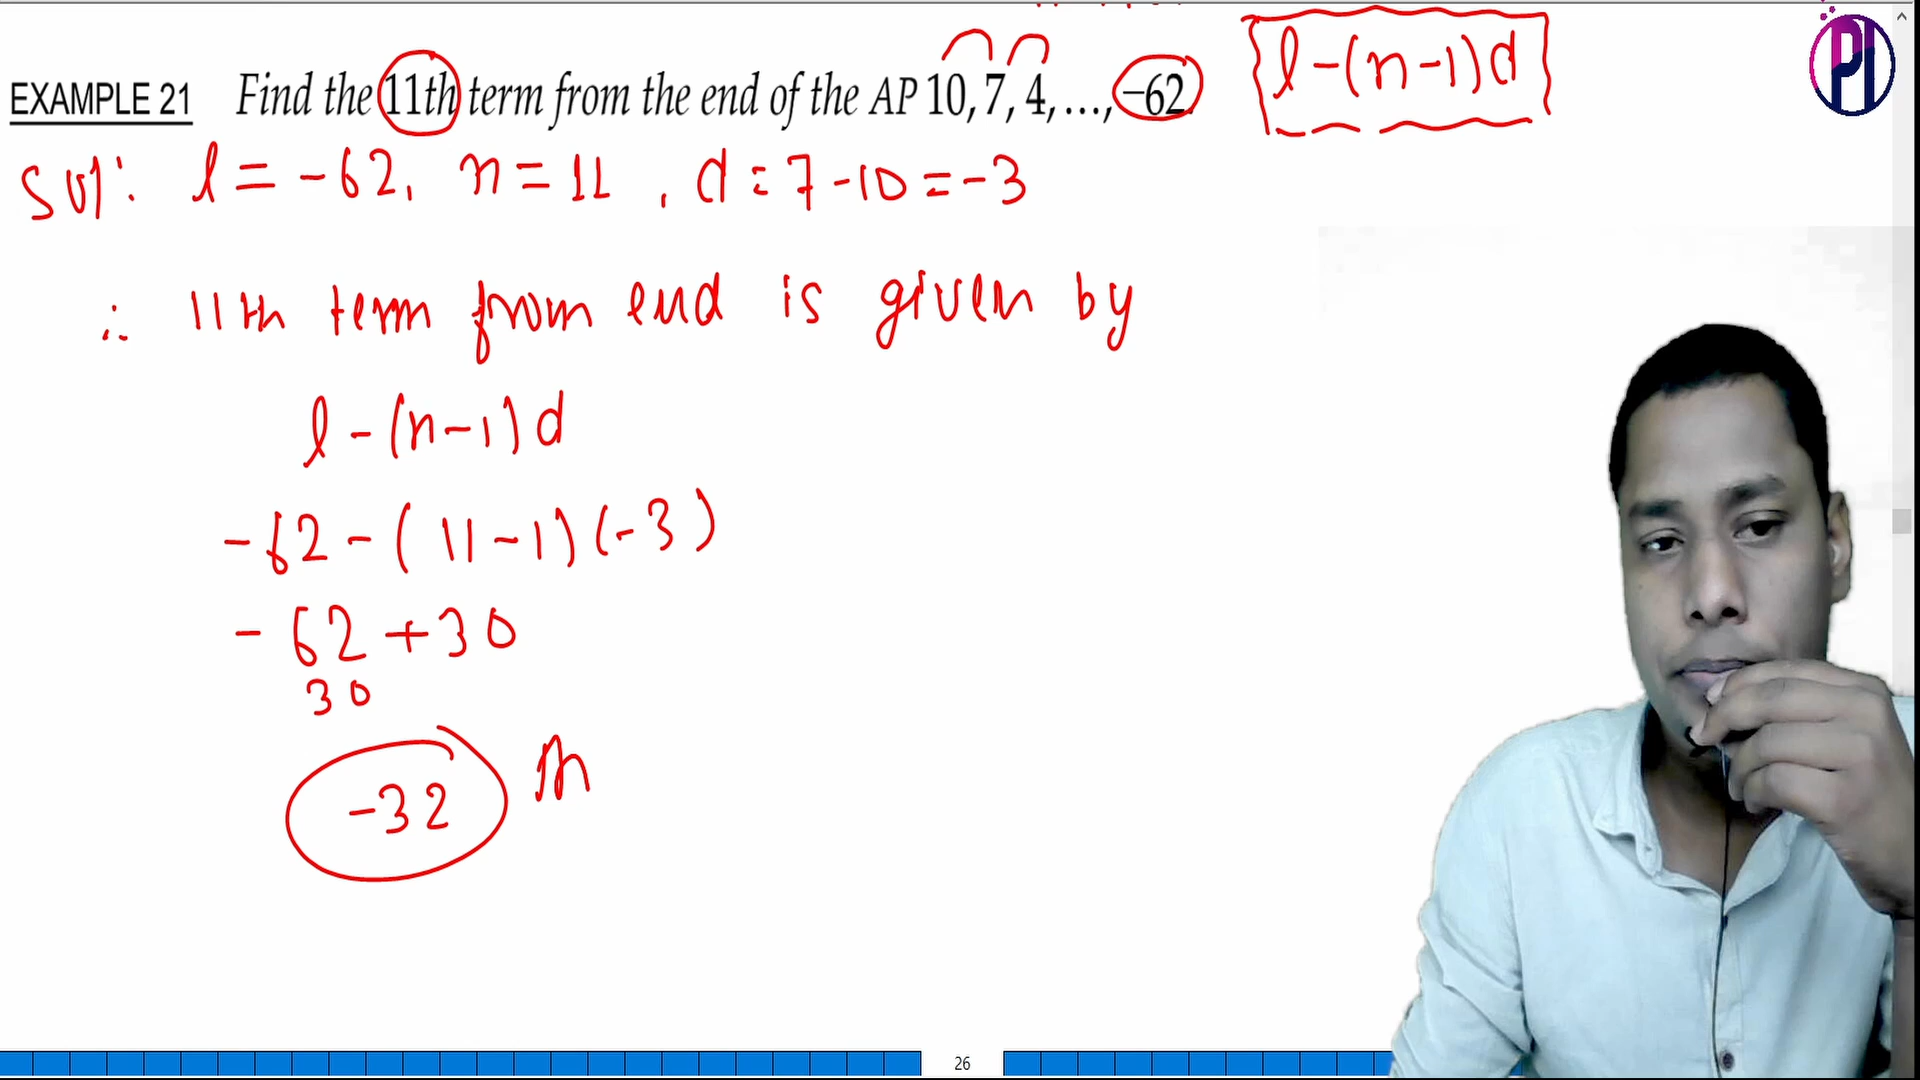 EXAMPLE 21 Find the 11th term from the end of the AP 10, 7, 4, ..., −62. l-(n-1)d
PI
Sol: l = -62, n = 11, d = 7-10 = -3
∴ 11th term from end is given by
l-(n-1)d
-62-(11-1)(-3)
-62+30
30
-32
26